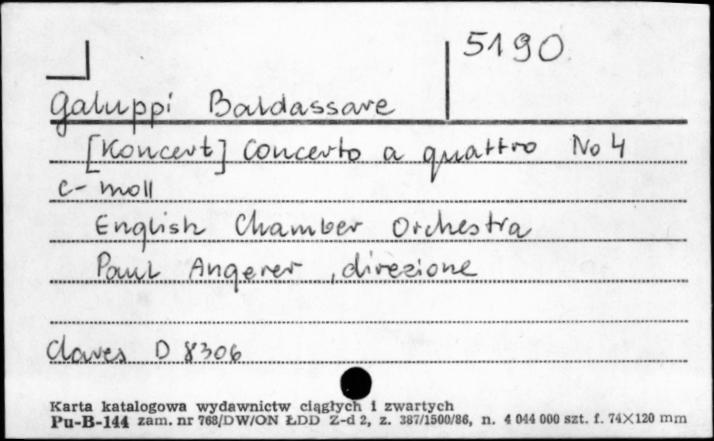 5190
Galuppi Baldassare
[Koncert] Concerto a quattro No 4
c-moll
English Chamber Orchestra
Paul Angerer, direzione
Claves D 8306
Karta katalogowa wydawnictw ciągłych i zwartych
Pu-B-144 zam. nr 768/DW/ON ŁDD Z-d 2, z. 387/1500/86, n. 4 044 000 szt. f. 74X120 mm